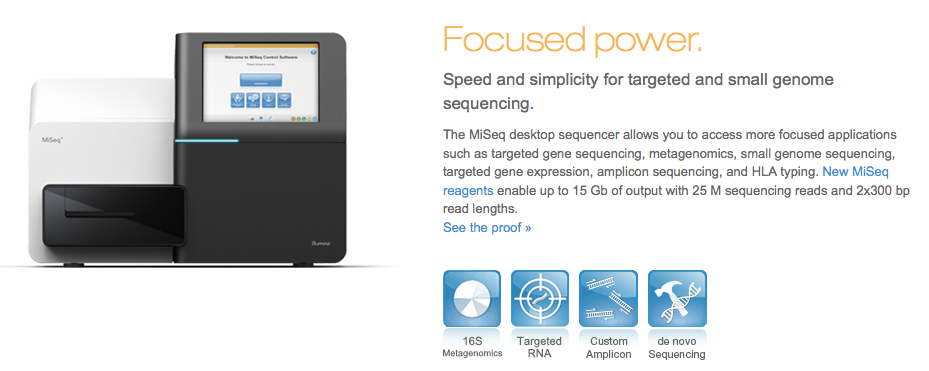 Welcome to MiSeq Control Software
MiSeq®
illumina
Focused power.
Speed and simplicity for targeted and small genome
sequencing.
The MiSeq desktop sequencer allows you to access more focused applications
such as targeted gene sequencing, metagenomics, small genome sequencing,
targeted gene expression, amplicon sequencing, and HLA typing. New MiSeq
reagents enable up to 15 Gb of output with 25 M sequencing reads and 2x300 bp
read lengths.
See the proof »
16S
Metagenomics
Targeted
RNA
Custom
Amplicon
de novo
Sequencing